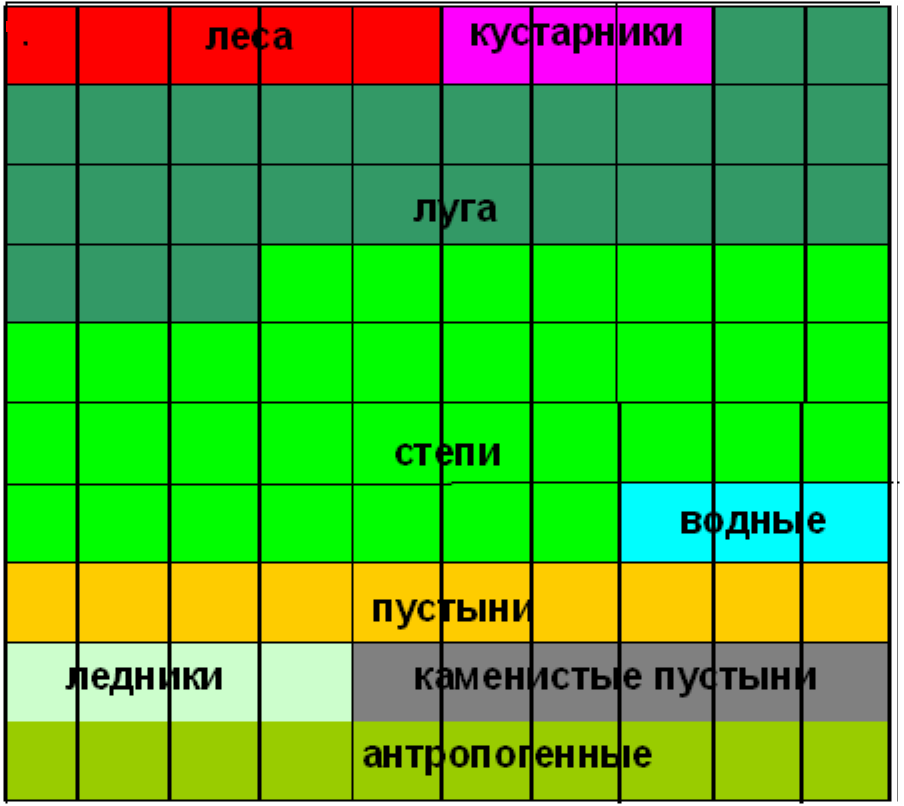 леса кустарники
луга
степи
водные
пустыни
ледники каменистые пустыни
антропогенные